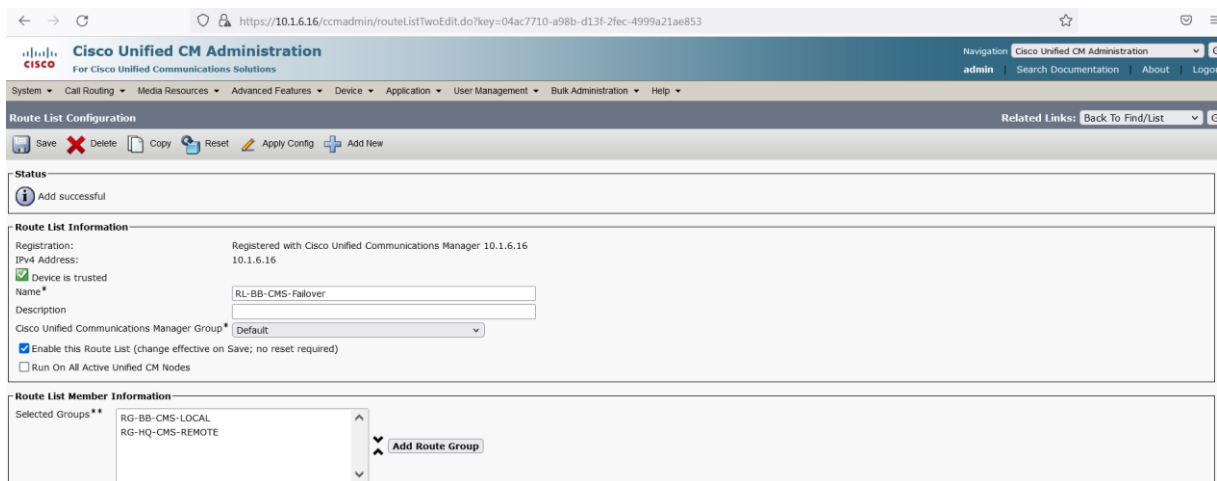 https://10.1.6.16/ccmadmin/routeListTwoEdit.do?key=04ac7710-a98b-d13f-2fec-4999a21ae853
CISCO
Cisco Unified CM Administration
For Cisco Unified Communications Solutions
Navigation Cisco Unified CM Administration
admin Search Documentation About Logou
System Call Routing Media Resources Advanced Features Device Application User Management Bulk Administration Help
Route List Configuration
Related Links: Back To Find/List
Save Delete Copy Reset Apply Config Add New
Status
Add successful
Route List Information
Registration: Registered with Cisco Unified Communications Manager 10.1.6.16
IPv4 Address: 10.1.6.16
Device is trusted
Name* RL-BB-CMS-Failover
Description
Cisco Unified Communications Manager Group* Default
Enable this Route List (change effective on Save; no reset required)
Run On All Active Unified CM Nodes
Route List Member Information
Selected Groups** RG-BB-CMS-LOCAL
RG-HQ-CMS-REMOTE
Add Route Group